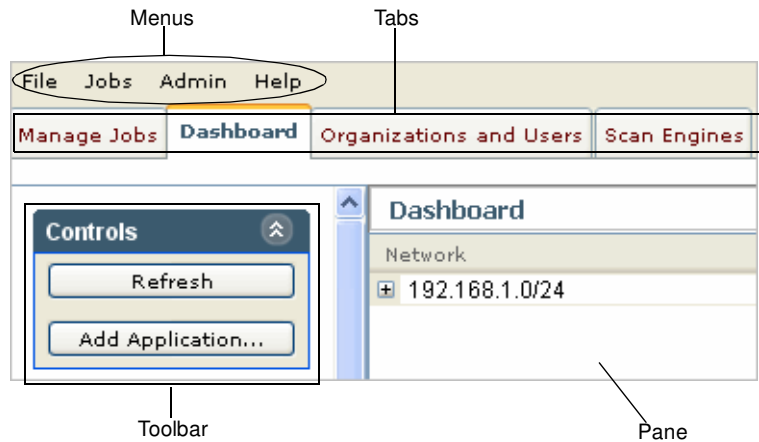 Menus Tabs
File Jobs Admin Help
Manage Jobs Dashboard Organizations and Users Scan Engines
Controls
Refresh
Add Application...
Dashboard
Network
192.168.1.0/24
Toolbar
Pane